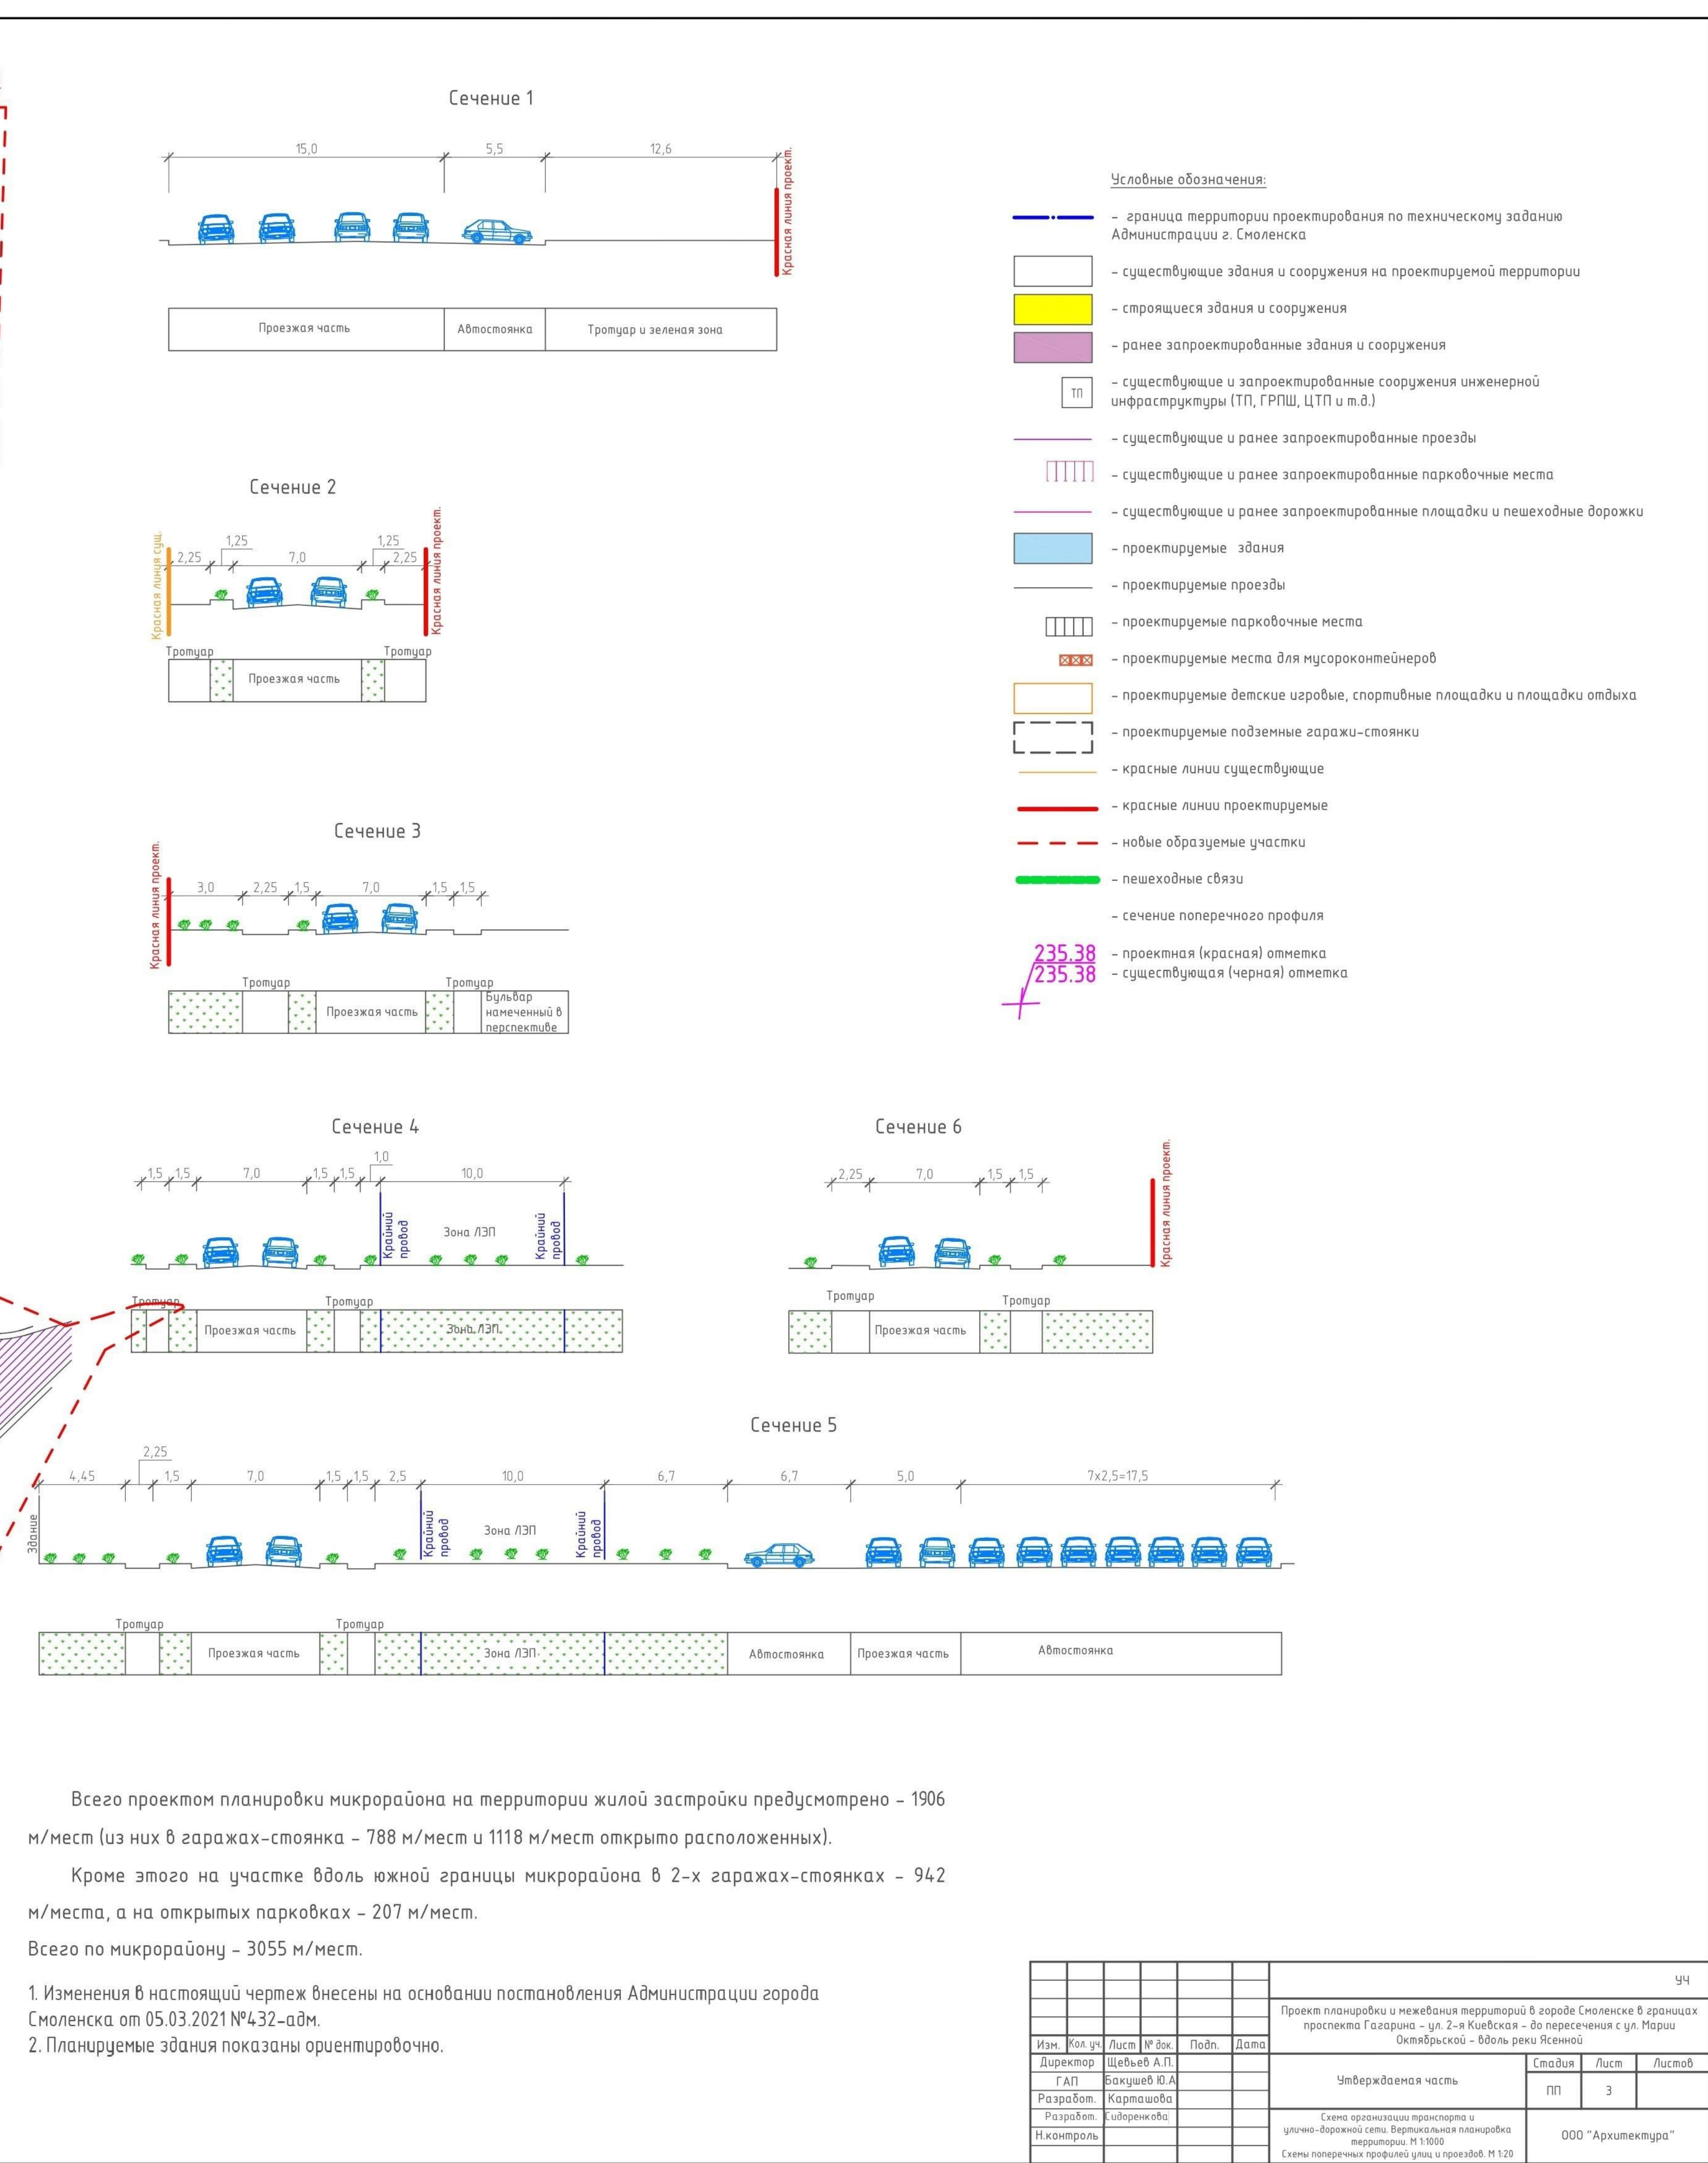 Сечение 1
15,0
5,5
12,6
Красная линия проект.
Проезжая часть
Автостоянка
Тротуар и зеленая зона
Сечение 2
Красная линия сущ.
2,25
1,25
7,0
1,25
2,25
Красная линия проект.
Тротуар
Тротуар
Проезжая часть
Сечение 3
Красная линия проект.
3,0
2,25
1,5
7,0
1,5
1,5
Тротуар
Тротуар
Проезжая часть
Бульвар
намеченный в
перспективе
Сечение 4
1,5
1,5
7,0
1,5
1,5
1,0
10,0
Крайний
провод
Зона ЛЭП
Крайний
провод
Тротуар
Тротуар
Проезжая часть
Зона ЛЭП
Сечение 6
2,25
7,0
1,5
1,5
Красная линия проект.
Тротуар
Тротуар
Проезжая часть
Сечение 5
4,45
2,25
1,5
7,0
1,5
1,5
2,5
10,0
6,7
6,7
5,0
7х2,5=17,5
Здание
Крайний
провод
Зона ЛЭП
Крайний
провод
Тротуар
Тротуар
Проезжая часть
Зона ЛЭП
Автостоянка
Проезжая часть
Автостоянка
Условные обозначения:
- граница территории проектирования по техническому заданию
Администрации г. Смоленска
- существующие здания и сооружения на проектируемой территории
- строящиеся здания и сооружения
- ранее запроектированные здания и сооружения
ТП
- существующие и запроектированные сооружения инженерной
инфраструктуры (ТП, ГРПШ, ЦТП и т.д.)
- существующие и ранее запроектированные проезды
- существующие и ранее запроектированные парковочные места
- существующие и ранее запроектированные площадки и пешеходные дорожки
- проектируемые здания
- проектируемые проезды
- проектируемые парковочные места
- проектируемые места для мусороконтейнеров
- проектируемые детские игровые, спортивные площадки и площадки отдыха
- проектируемые подземные гаражи-стоянки
- красные линии существующие
- красные линии проектируемые
- новые образуемые участки
- пешеходные связи
- сечение поперечного профиля
235.38 - проектная (красная) отметка
235.38 - существующая (черная) отметка
Всего проектом планировки микрорайона на территории жилой застройки предусмотрено - 1906
м/мест (из них в гаражах-стоянка - 788 м/мест и 1118 м/мест открыто расположенных).
Кроме этого на участке вдоль южной границы микрорайона в 2-х гаражах-стоянках - 942
м/места, а на открытых парковках - 207 м/мест.
Всего по микрорайону - 3055 м/мест.
1. Изменения в настоящий чертеж внесены на основании постановления Администрации города
Смоленска от 05.03.2021 №432-адм.
2. Планируемые здания показаны ориентировочно.
УЧ
Проект планировки и межевания территорий в городе Смоленске в границах
проспекта Гагарина - ул. 2-я Киевская - до пересечения с ул. Марии
Октябрьской - вдоль реки Ясенной
Изм. Кол. уч. Лист № док. Подп. Дата
Директор Щевьев А.П.
ГАП Бакушев Ю.А
Разработ. Карташова
Разработ. Сидоренкова
Н.контроль
Утверждаемая часть
Стадия Лист Листов
ПП 3
Схема организации транспорта и
улично-дорожной сети. Вертикальная планировка
территории. М 1:1000
Схемы поперечных профилей улиц и проездов. М 1:20
ООО "Архитектура"